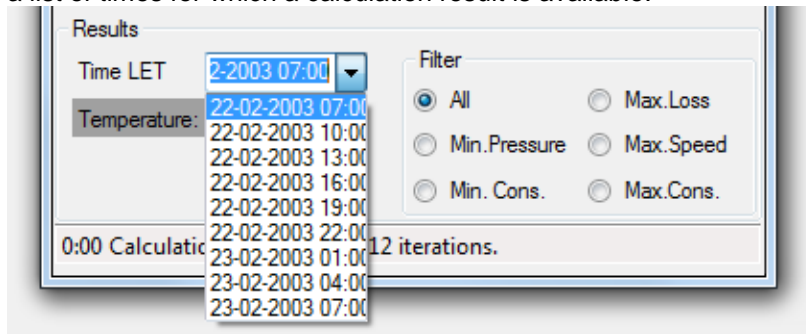 a list of times for which a calculation result is available.
Results
Time LET 2-2003 07:00
Temperature:
22-02-2003 07:00
22-02-2003 10:00
22-02-2003 13:00
22-02-2003 16:00
22-02-2003 19:00
22-02-2003 22:00
23-02-2003 01:00
23-02-2003 04:00
23-02-2003 07:00
Filter
All Max.Loss
Min.Pressure Max.Speed
Min. Cons. Max.Cons.
0:00 Calculatio 12 iterations.